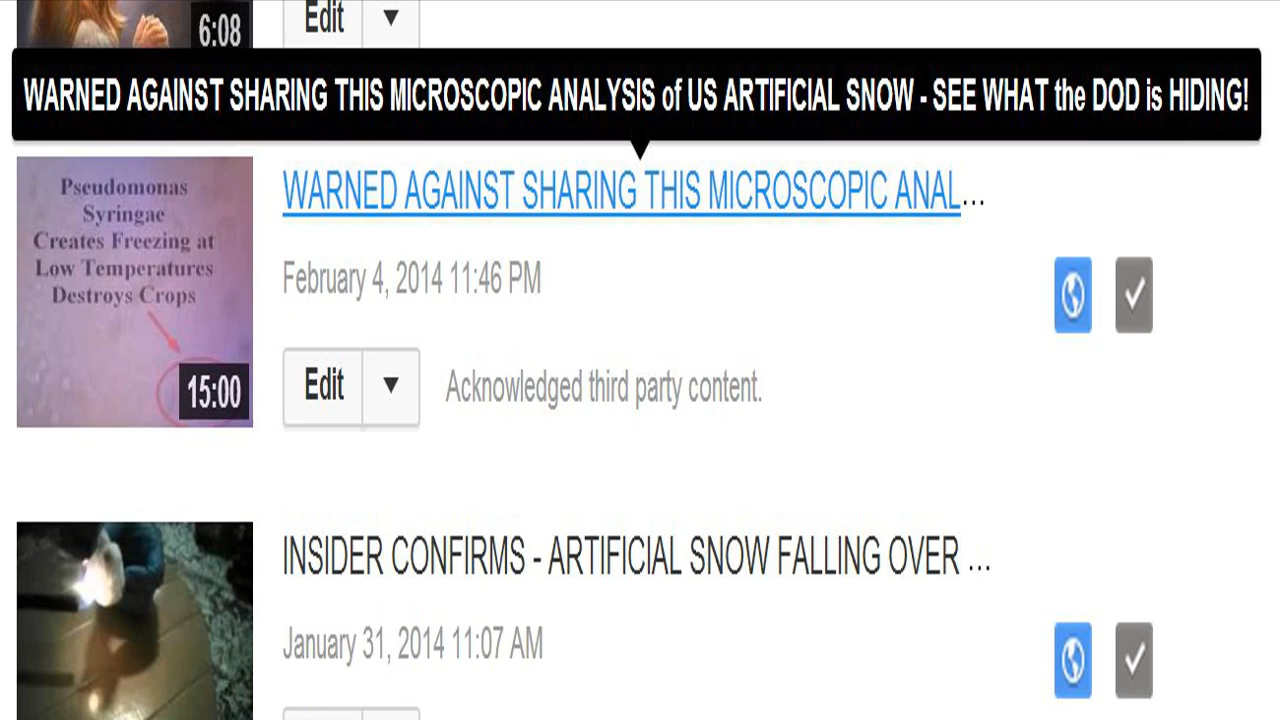 6:08
Edit
WARNED AGAINST SHARING THIS MICROSCOPIC ANALYSIS of US ARTIFICIAL SNOW - SEE WHAT the DOD is HIDING!
WARNED AGAINST SHARING THIS MICROSCOPIC ANAL...
Pseudomonas
Syringae
Creates Freezing at
Low Temperatures
Destroys Crops
15:00
February 4, 2014 11:46 PM
Edit
Acknowledged third party content.
INSIDER CONFIRMS - ARTIFICIAL SNOW FALLING OVER ...
January 31, 2014 11:07 AM